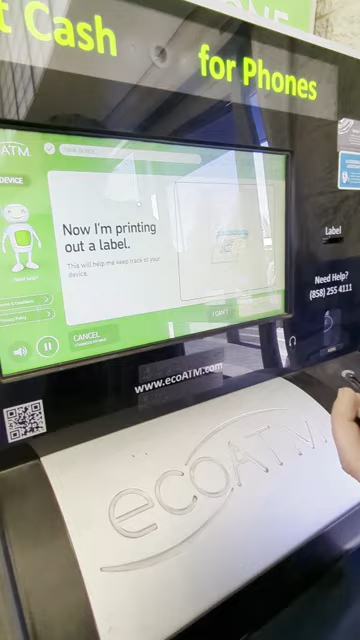 t Cash
for Phones
ATM
DEVICE
Now I'm printing
out a label.
This will help me keep track of your
device.
I CAN'T
CANCEL
Label
Need Help?
(858) 255 4111
www.ecoATM.com
ecoATM